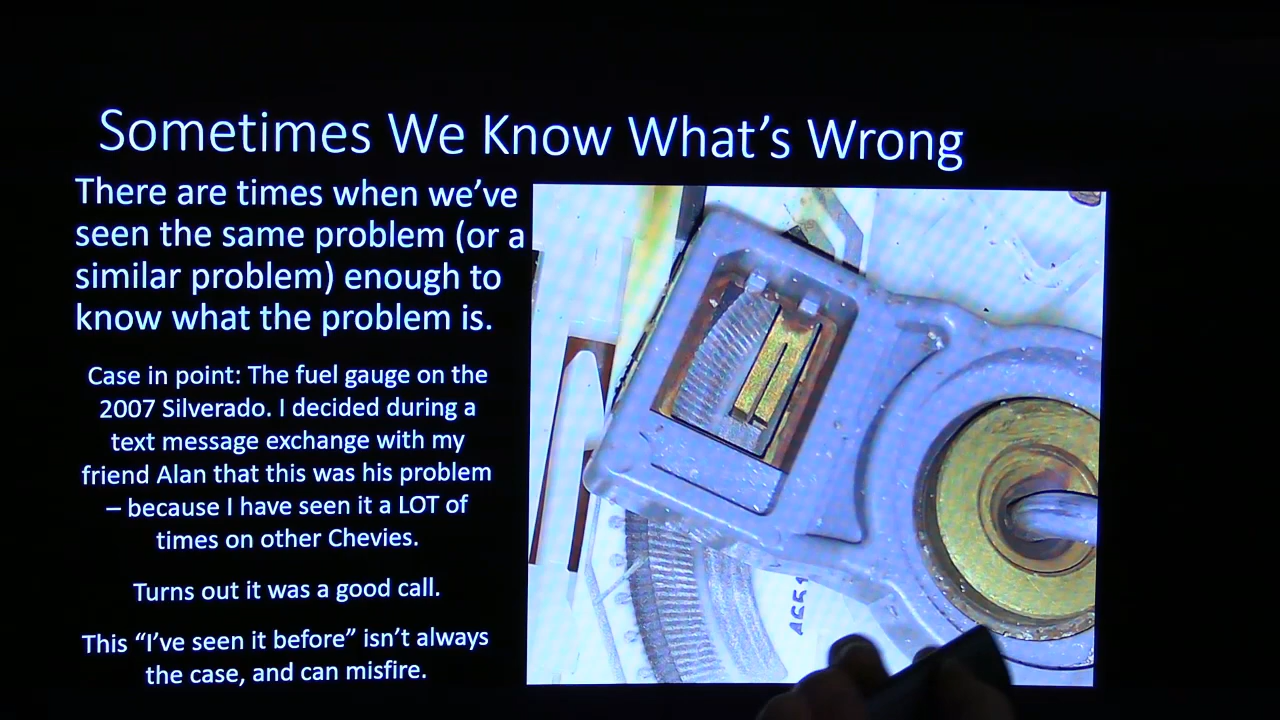 Sometimes We Know What's Wrong
There are times when we've
seen the same problem (or a
similar problem) enough to
know what the problem is.
Case in point: The fuel gauge on the
2007 Silverado. I decided during a
text message exchange with my
friend Alan that this was his problem
– because I have seen it a LOT of
times on other Chevies.
Turns out it was a good call.
This “I've seen it before” isn't always
the case, and can misfire.